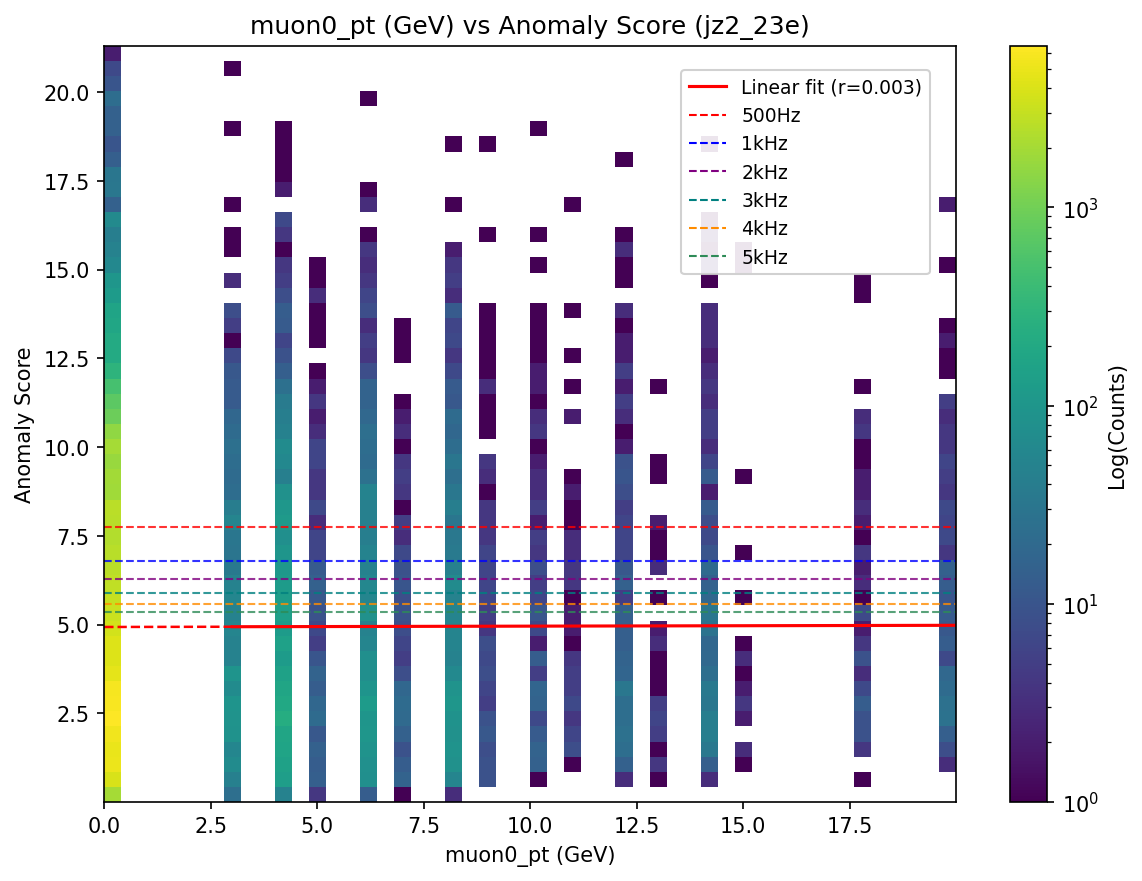 muon0_pt (GeV) vs Anomaly Score (jz2_23e)
Linear fit (r=0.003)
500Hz
1kHz
2kHz
3kHz
4kHz
5kHz
Anomaly Score
20.0
17.5
15.0
12.5
10.0
7.5
5.0
2.5
0.0
2.5
5.0
7.5
10.0
12.5
15.0
17.5
muon0_pt (GeV)
10³
10²
10¹
10⁰
Log(Counts)